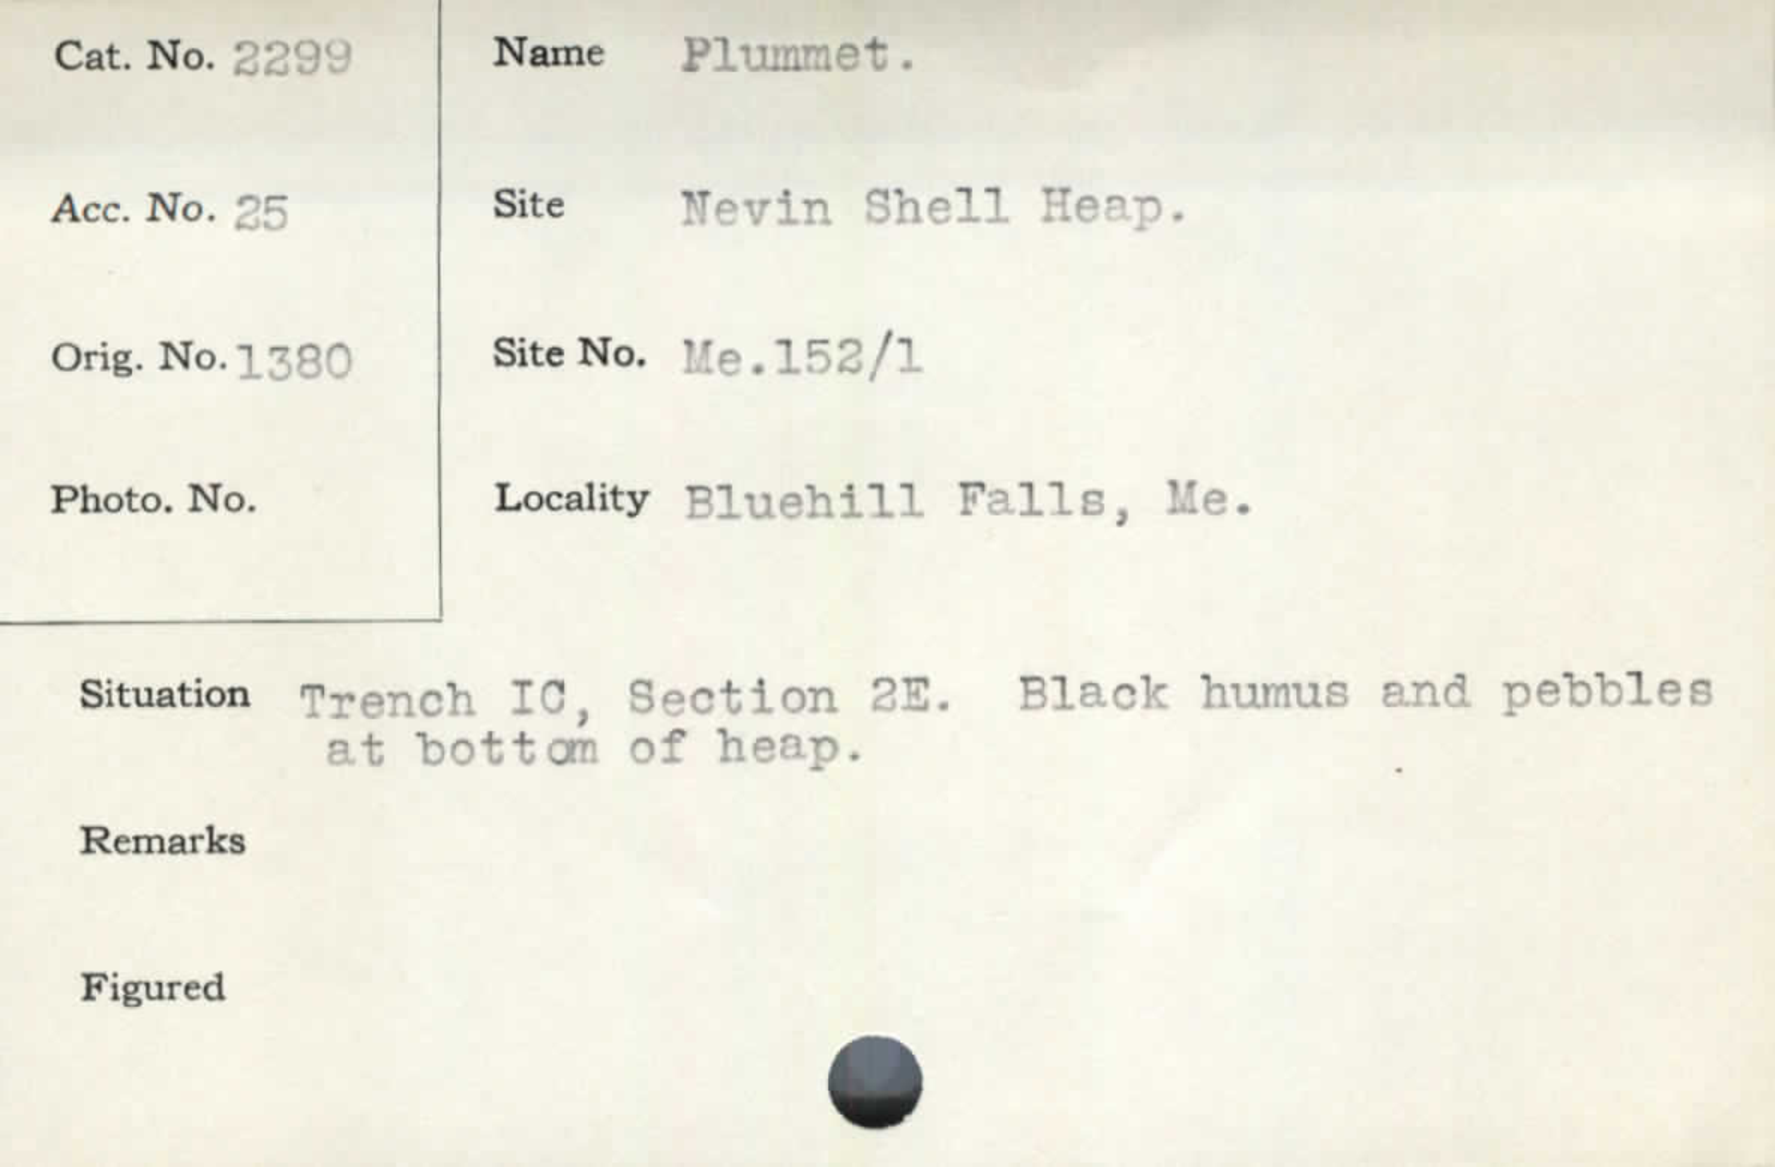 Cat. No. 2299
Name Plummet.
Acc. No. 25
Site Nevin Shell Heap.
Orig. No. 1380
Site No. Me.152/1
Photo. No.
Locality Bluehill Falls, Me.
Situation Trench IC, Section 2E. Black humus and pebbles
at bottom of heap.
Remarks
Figured